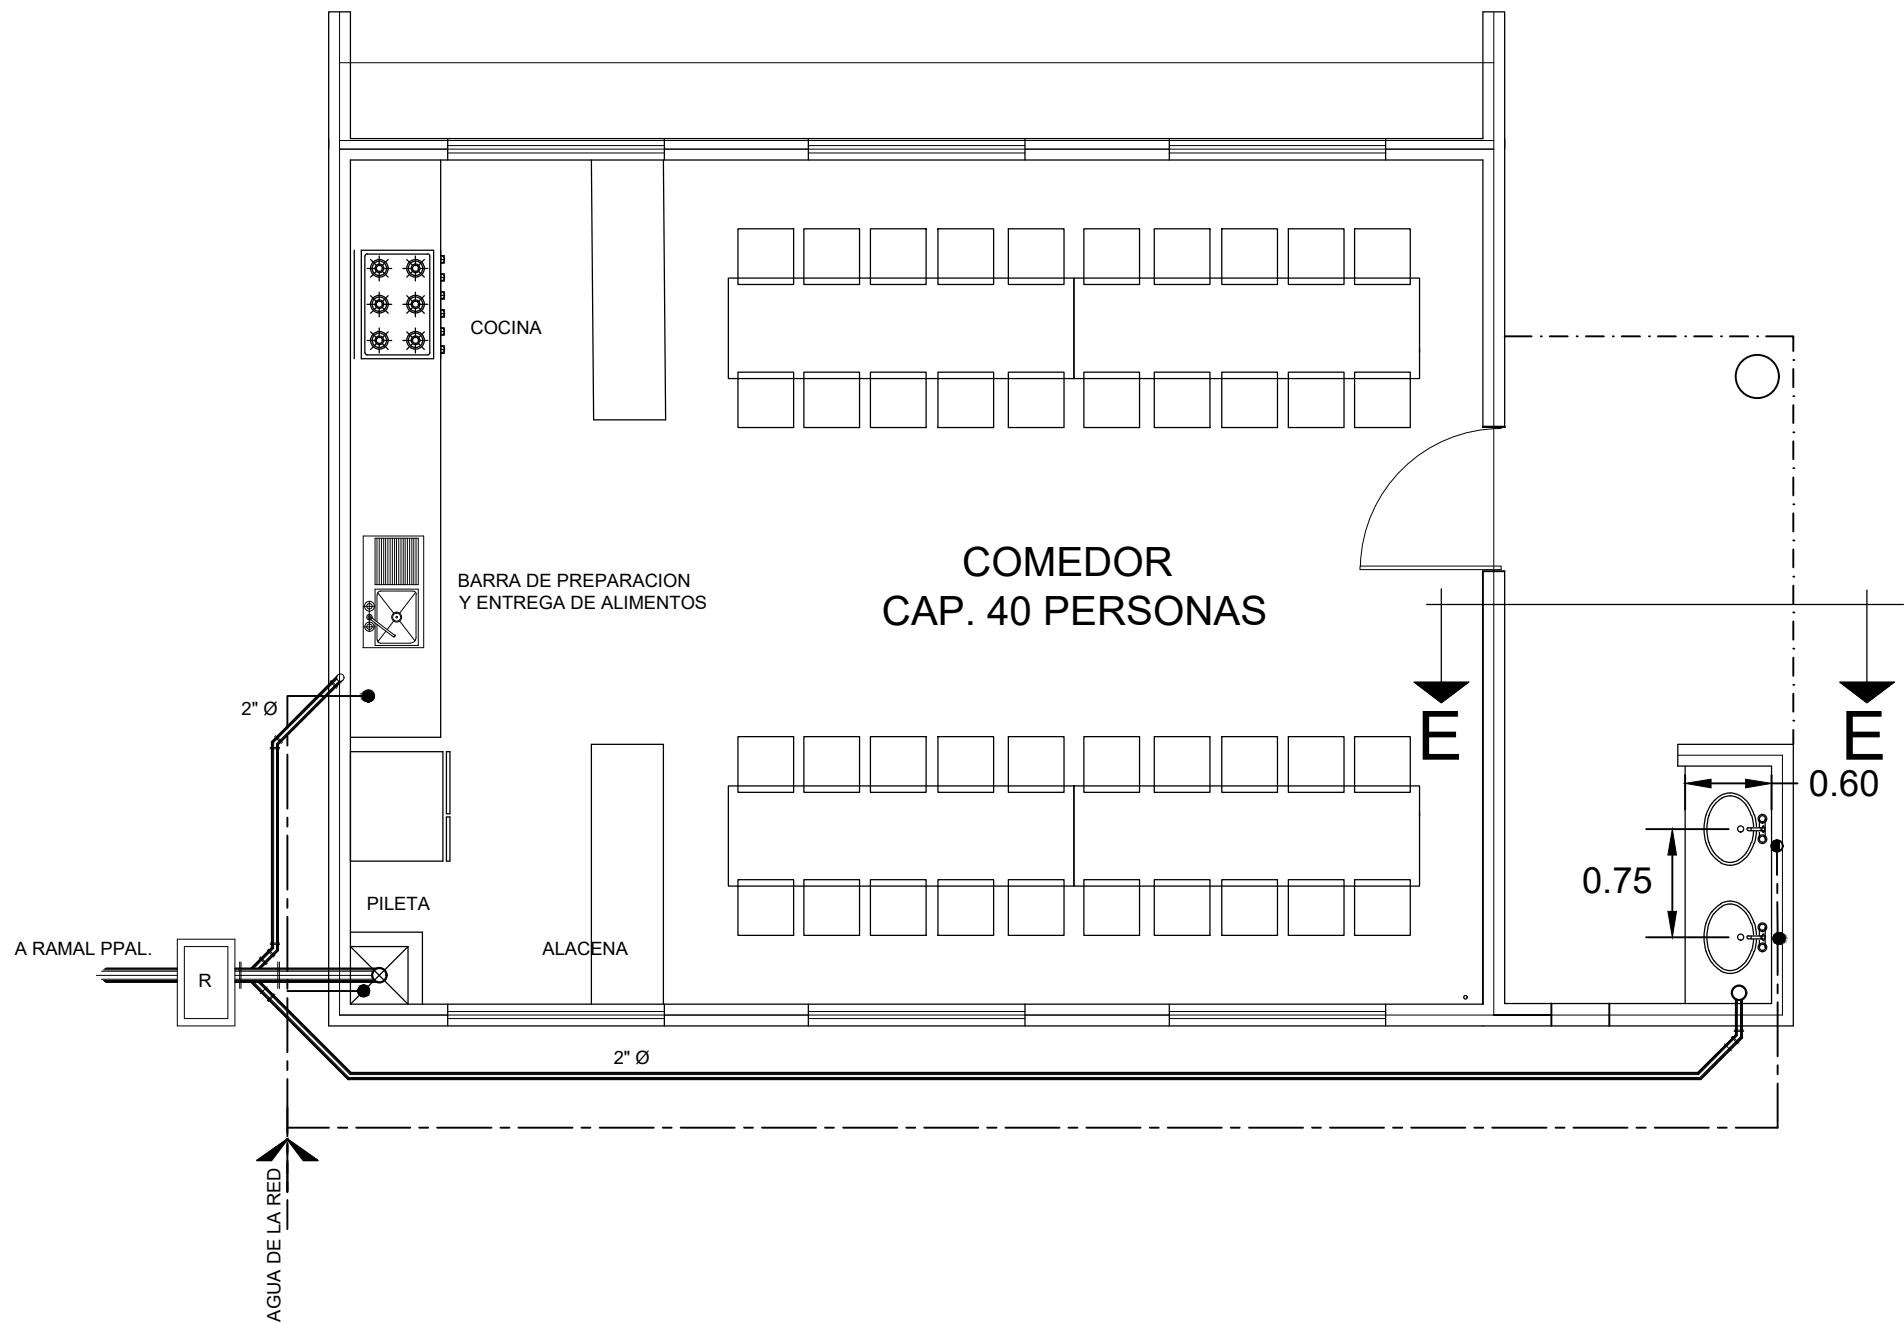 COCINA
COMEDOR
CAP. 40 PERSONAS
BARRA DE PREPARACION
Y ENTREGA DE ALIMENTOS
2" Ø
E
E
0.60
0.75
PILETA
ALACENA
A RAMAL PPAL.
R
2" Ø
AGUA DE LA RED